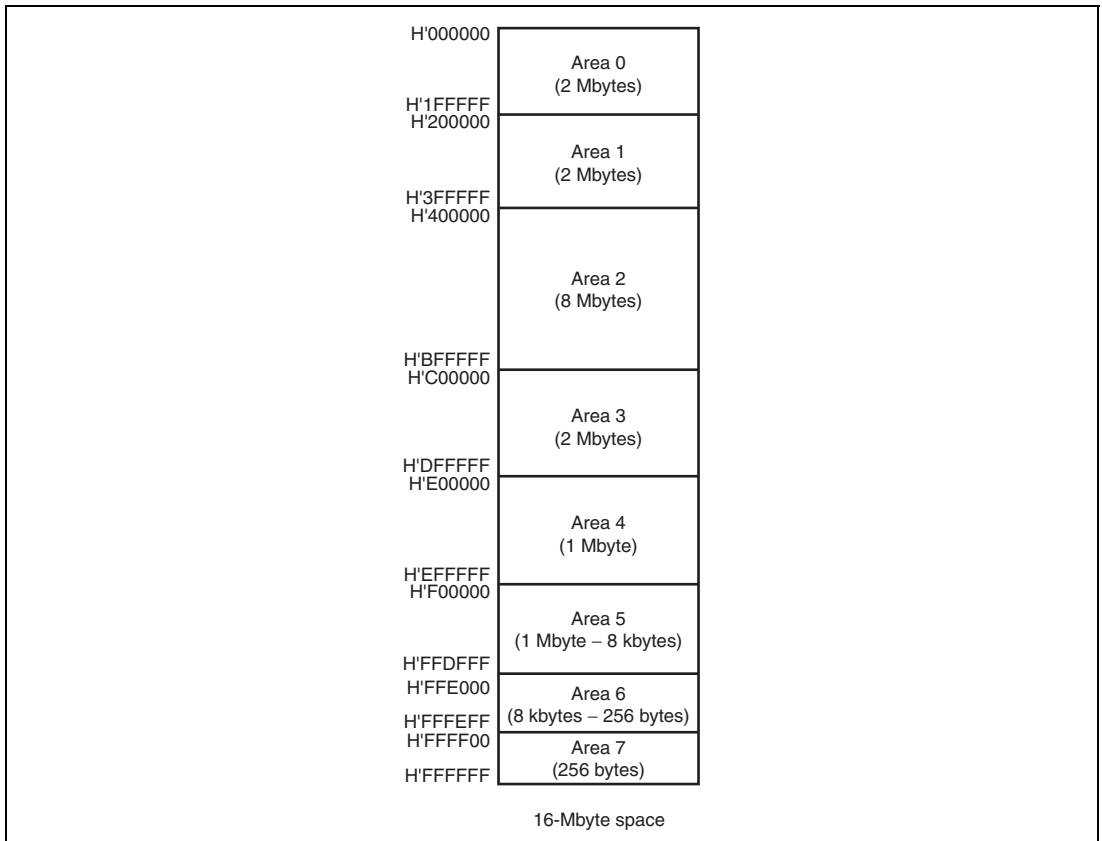 H'000000
Area 0
(2 Mbytes)
H'1FFFFF
H'200000
Area 1
(2 Mbytes)
H'3FFFFF
H'400000
Area 2
(8 Mbytes)
H'BFFFFF
H'C00000
Area 3
(2 Mbytes)
H'DFFFFF
H'E00000
Area 4
(1 Mbyte)
H'EFFFFF
H'F00000
Area 5
(1 Mbyte – 8 kbytes)
H'FFDFFF
H'FFE000
Area 6
(8 kbytes – 256 bytes)
H'FFFEFF
H'FFFF00
Area 7
(256 bytes)
H'FFFFFF
16-Mbyte space